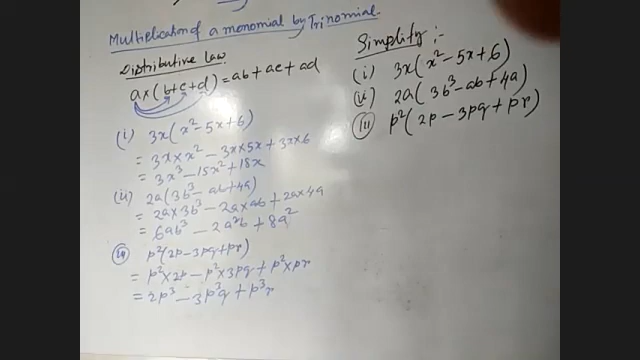 Multiplication of a monomial by Trinomial.
Distributive law
a×(b+c+d) = ab + ac + ad
(i) 3x(x²-5x+6)
= 3x×x² - 3x×5x + 3x×6
= 3x³ - 15x² + 18x
(ii) 2a(3b³ - ab + 4a)
= 2a×3b³ - 2a×ab + 2a×4a
= 6ab³ - 2a²b + 8a²
(iii) p²(2p - 3pq + pr)
= p²×2p - p²×3pq + p²×pr
= 2p³ - 3p³q + p³r
Simplify :-
(i) 3x(x² - 5x + 6)
(ii) 2a(3b³ - ab + 4a)
(iii) p²(2p - 3pq + pr)